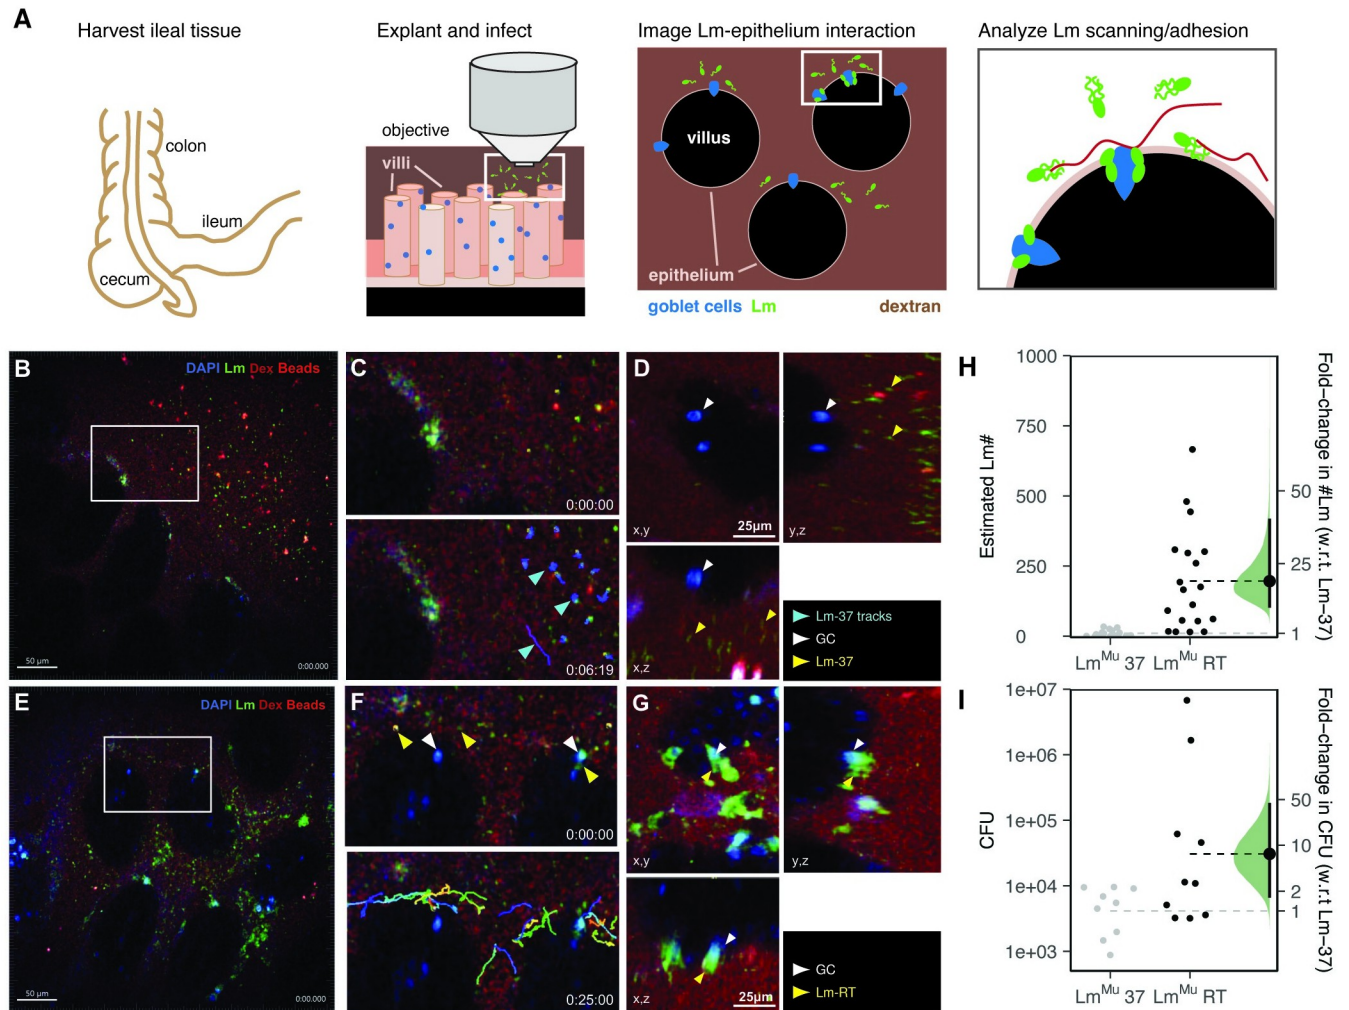 A
Harvest ileal tissue
Explant and infect
Image Lm-epithelium interaction
Analyze Lm scanning/adhesion
colon
ileum
cecum
objective
villi
villus
epithelium
goblet cells Lm
dextran
B
DAPI Lm Dex Beads
50 µm
0:00.000
C
0:00:00
0:06:19
D
x,y
25µm
y,z
x,z
Lm-37 tracks
GC
Lm-37
E
DAPI Lm Dex Beads
50 µm
0:00.000
F
0:00:00
0:25:00
G
x,y
y,z
x,z
25µm
GC
Lm-RT
H
Estimated Lm#
1000
750
500
250
0
50
25
1
Fold-change in #Lm (w.r.t. Lm-37)
Lm^Mu 37
Lm^Mu RT
I
CFU
1e+07
1e+06
1e+05
1e+04
1e+03
50
10
2
1
Fold-change in CFU (w.r.t Lm-37)
Lm^Mu 37
Lm^Mu RT